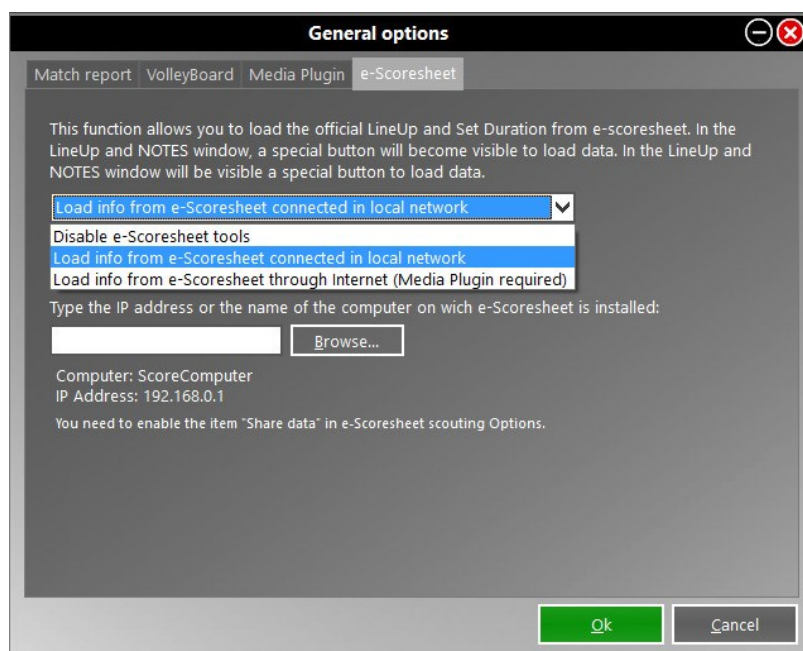 General options
Match report VolleyBoard Media Plugin e-Scoresheet
This function allows you to load the official LineUp and Set Duration from e-scoresheet. In the
LineUp and NOTES window, a special button will become visible to load data. In the LineUp and
NOTES window will be visible a special button to load data.
Load info from e-Scoresheet connected in local network
Disable e-Scoresheet tools
Load info from e-Scoresheet connected in local network
Load info from e-Scoresheet through Internet (Media Plugin required)
Type the IP address or the name of the computer on wich e-Scoresheet is installed:
Browse...
Computer: ScoreComputer
IP Address: 192.168.0.1
You need to enable the item "Share data" in e-Scoresheet scouting Options.
Ok Cancel